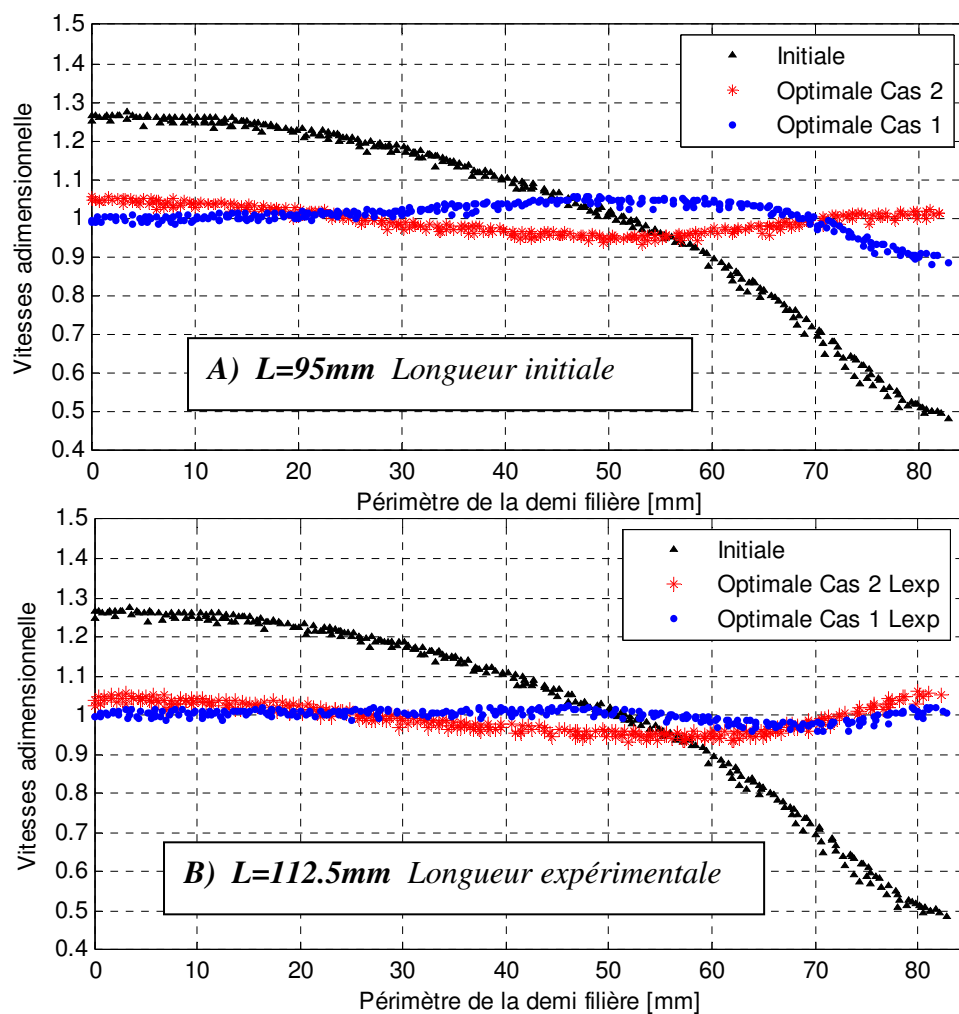 1.5
1.4
1.3
1.2
1.1
1
0.9
0.8
0.7
0.6
0.5
0.4
Vitesses adimensionnelle
Initiale
Optimale Cas 2
Optimale Cas 1
A) L=95mm Longueur initiale
0 10 20 30 40 50 60 70 80
Périmètre de la demi filière [mm]
1.5
1.4
1.3
1.2
1.1
1
0.9
0.8
0.7
0.6
0.5
0.4
Vitesses adimensionnelle
Initiale
Optimale Cas 2 Lexp
Optimale Cas 1 Lexp
B) L=112.5mm Longueur expérimentale
0 10 20 30 40 50 60 70 80
Périmètre de la demi filière [mm]